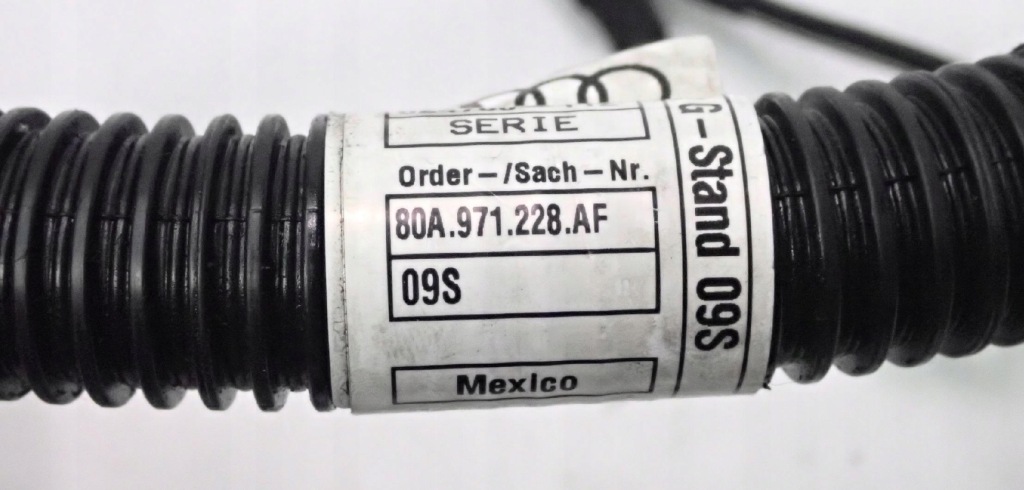 SERIE
Order-/Sach-Nr.
80A.971.228.AF
09S
Mexico
G-Stand 09S